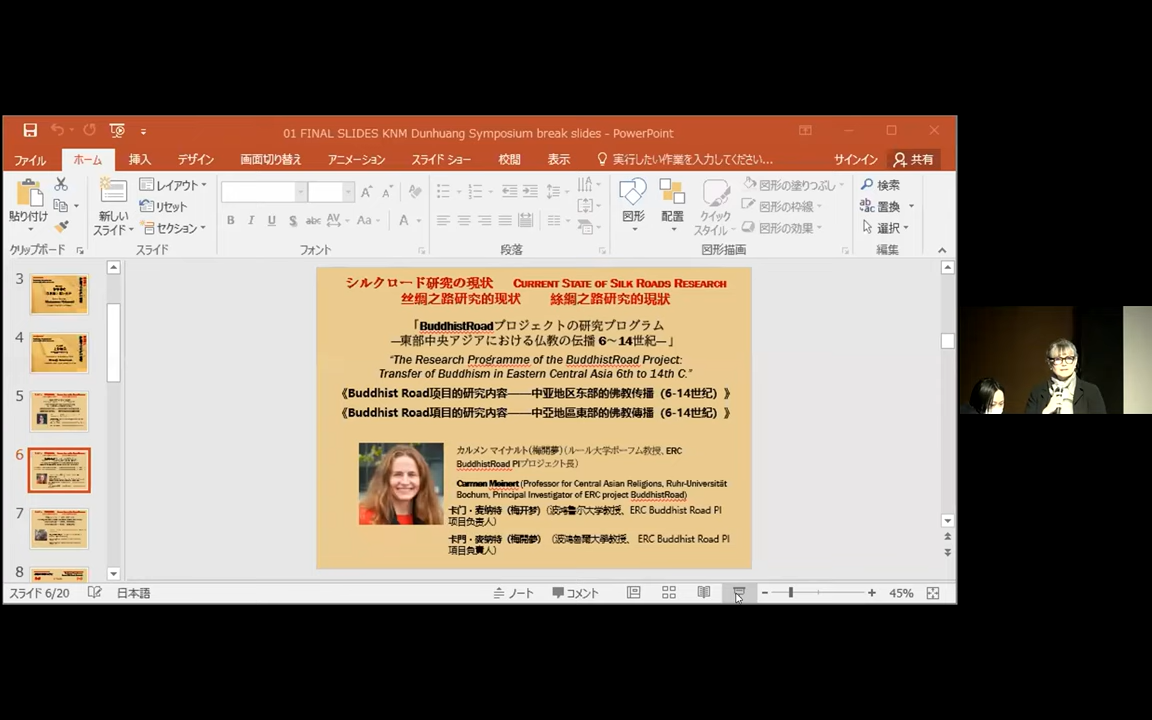 01 FINAL SLIDES KNM Dunhuang Symposium break slides - PowerPoint
ファイル ホーム 挿入 デザイン 画面切り替え アニメーション スライド ショー 校閲 表示 実行したい作業を入力してください... サインイン 共有
貼り付け
新しい
スライド
レイアウト
リセット
セクション
B I U S abc AV Aa A
図形
配置
クイック
スタイル
図形の塗りつぶし
図形の枠線
図形の効果
検索
置換
選択
クリップボード スライド フォント 段落 図形描画 編集
3
4
5
6
7
8
シルクロード研究の現状 CURRENT STATE OF SILK ROADS RESEARCH
丝绸之路研究的现状 絲綢之路研究的現狀
「BuddhistRoadプロジェクトの研究プログラム
—東部中央アジアにおける仏教の伝播 6～14世紀—」
“The Research Programme of the BuddhistRoad Project:
Transfer of Buddhism in Eastern Central Asia 6th to 14th C.”
《Buddhist Road项目的研究内容——中亚地区东部的佛教传播（6-14世纪）》
《Buddhist Road項目的研究內容——中亞地區東部的佛教傳播（6-14世紀）》
カルメン マイナルト（梅開夢）（ルール大学ボーフム教授、ERC
BuddhistRoad PIプロジェクト長）
Carmen Meinert (Professor for Central Asian Religions, Ruhr-Universität
Bochum, Principal Investigator of ERC project BuddhistRoad)
卡门・麦纳特（梅开梦）（波鸿鲁尔大学教授、ERC Buddhist Road PI
项目负责人）
卡門・麥納特（梅開夢）（波鴻魯爾大學教授、 ERC Buddhist Road PI
項目負責人）
スライド 6/20 日本語 ノート コメント 45%